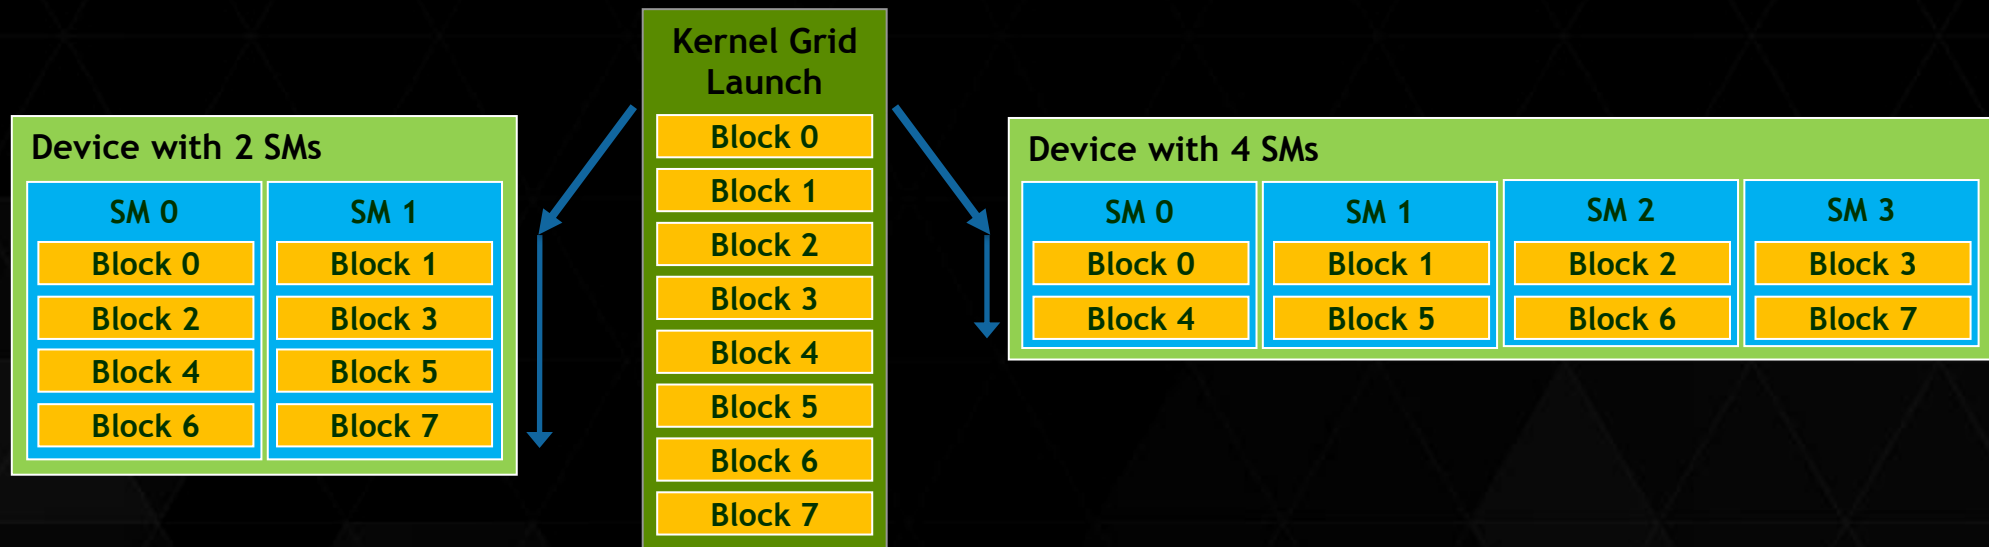 Device with 2 SMs
SM 0
SM 1
Block 0
Block 1
Block 2
Block 3
Block 4
Block 5
Block 6
Block 7
Kernel Grid
Launch
Block 0
Block 1
Block 2
Block 3
Block 4
Block 5
Block 6
Block 7
Device with 4 SMs
SM 0
SM 1
SM 2
SM 3
Block 0
Block 1
Block 2
Block 3
Block 4
Block 5
Block 6
Block 7